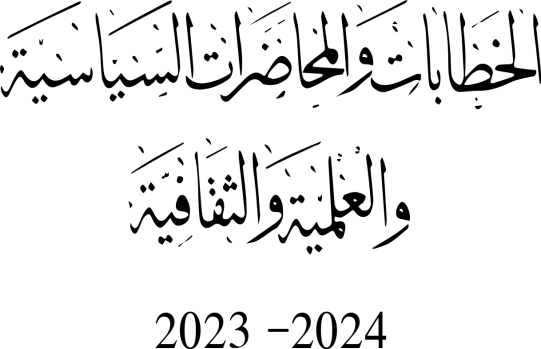 الخطابات والمحاضرات السياسية
والعلمية والثقافية
2023 -2024